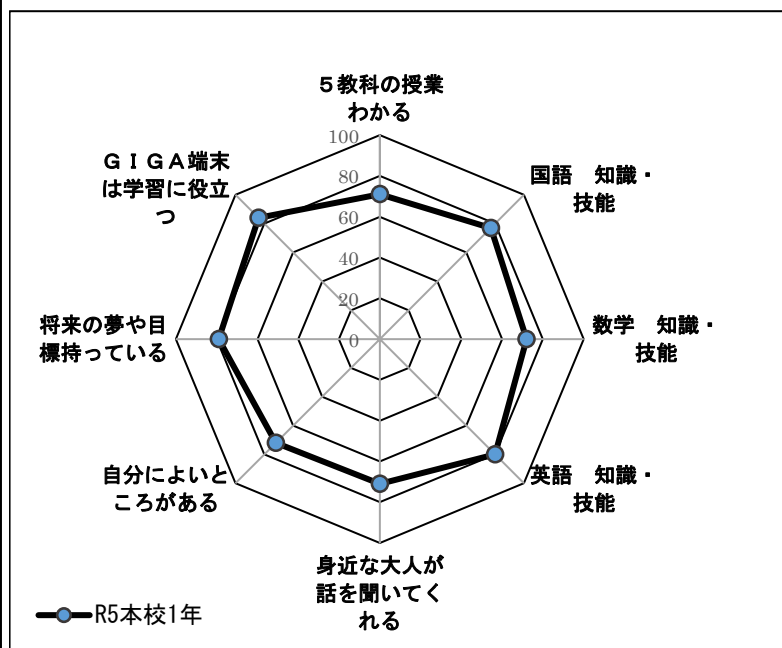 ５教科の授業
わかる
100
80
60
40
20
0
国語　知識・
技能
数学　知識・
技能
英語　知識・
技能
身近な大人が
話を聞いてく
れる
自分によいと
ころがある
将来の夢や目
標持っている
ＧＩＧＡ端末
は学習に役立
つ
R5本校1年